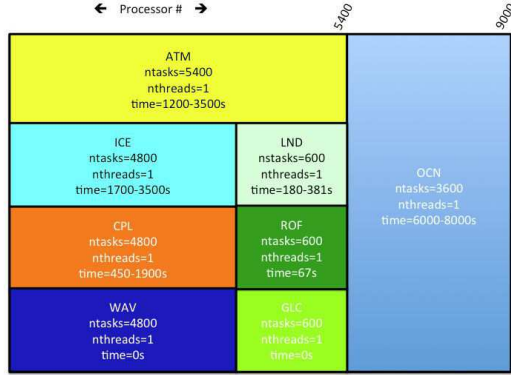 ← Processor # →
5400
9000
ATM
ntasks=5400
nthreads=1
time=1200-3500s
ICE
ntasks=4800
nthreads=1
time=1700-3500s
LND
nstasks=600
nthreads=1
time=180-381s
OCN
ntasks=3600
nthreads=1
time=6000-8000s
CPL
ntasks=4800
nthreads=1
time=450-1900s
ROF
ntasks=600
nthreads=1
time=67s
WAV
ntasks=4800
nthreads=1
time=0s
GLC
ntasks=600
nthreads=1
time=0s